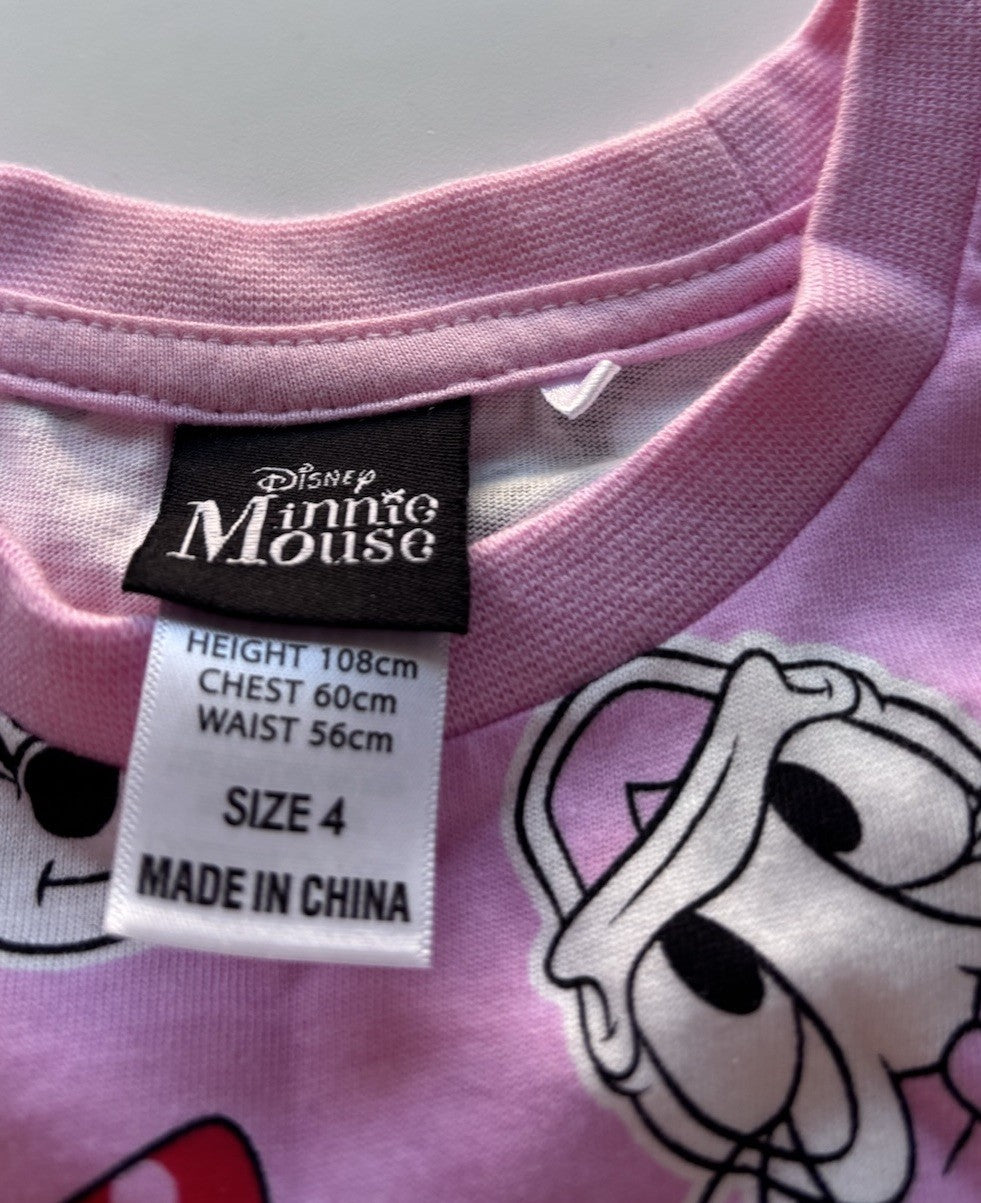 Disney
Minnie
Mouse
HEIGHT 108cm
CHEST 60cm
WAIST 56cm
SIZE 4
MADE IN CHINA